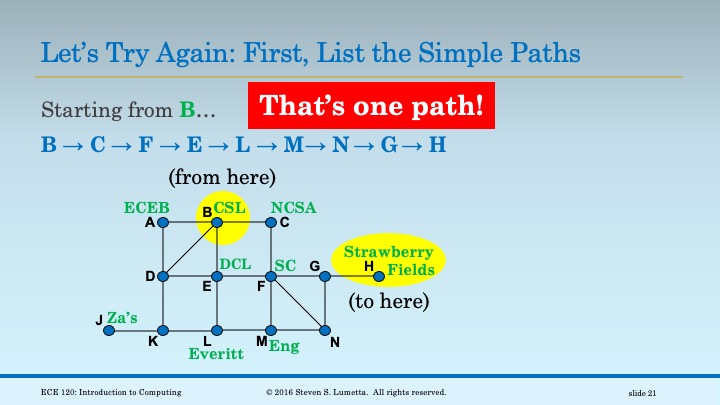 Let's Try Again: First, List the Simple Paths
Starting from B…
That's one path!
B → C → F → E → L → M→ N→ G→ H
(from here)
ECEB
B CSL
NCSA
A
C
Strawberry
Fields
DCL
SC
G
H
D
E
F
(to here)
J Za's
K
L
M Eng
N
Everitt
ECE 120: Introduction to Computing
© 2016 Steven S. Lumetta. All rights reserved.
slide 21